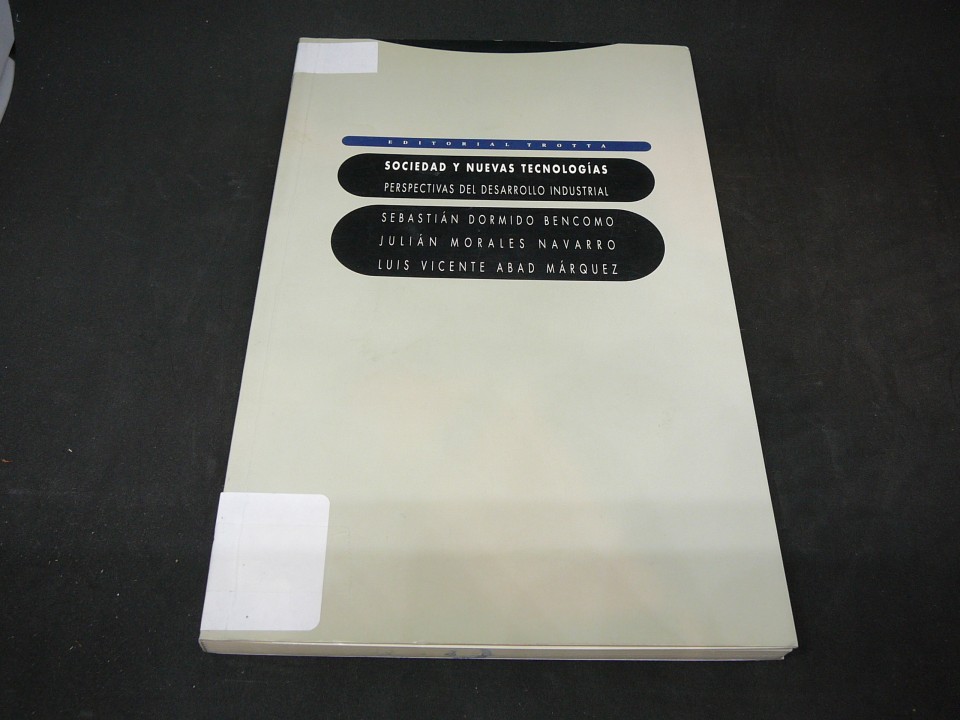 EDITORIAL TROTTA
SOCIEDAD Y NUEVAS TECNOLOGÍAS
PERSPECTIVAS DEL DESARROLLO INDUSTRIAL
SEBASTIÁN DORMIDO BENCOMO
JULIÁN MORALES NAVARRO
LUIS VICENTE ABAD MÁRQUEZ